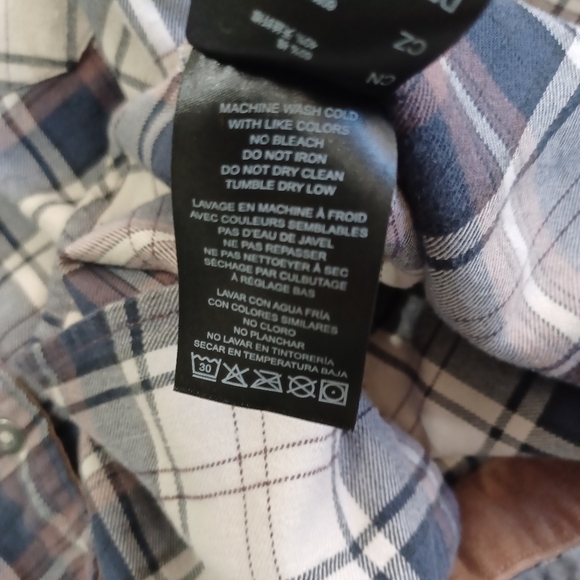 CZ
CN
MACHINE WASH COLD
WITH LIKE COLORS
NO BLEACH
DO NOT IRON
DO NOT DRY CLEAN
TUMBLE DRY LOW
LAVAGE EN MACHINE À FROID
AVEC COULEURS SEMBLABLES
PAS D'EAU DE JAVEL
NE PAS REPASSER
NE PAS NETTOYER À SEC
SÉCHAGE PAR CULBUTAGE
À RÉGLAGE BAS
LAVAR CON AGUA FRÍA
CON COLORES SIMILARES
NO CLORO
NO PLANCHAR
NO LAVAR EN TINTORERÍA
SECAR EN TEMPERATURA BAJA
30